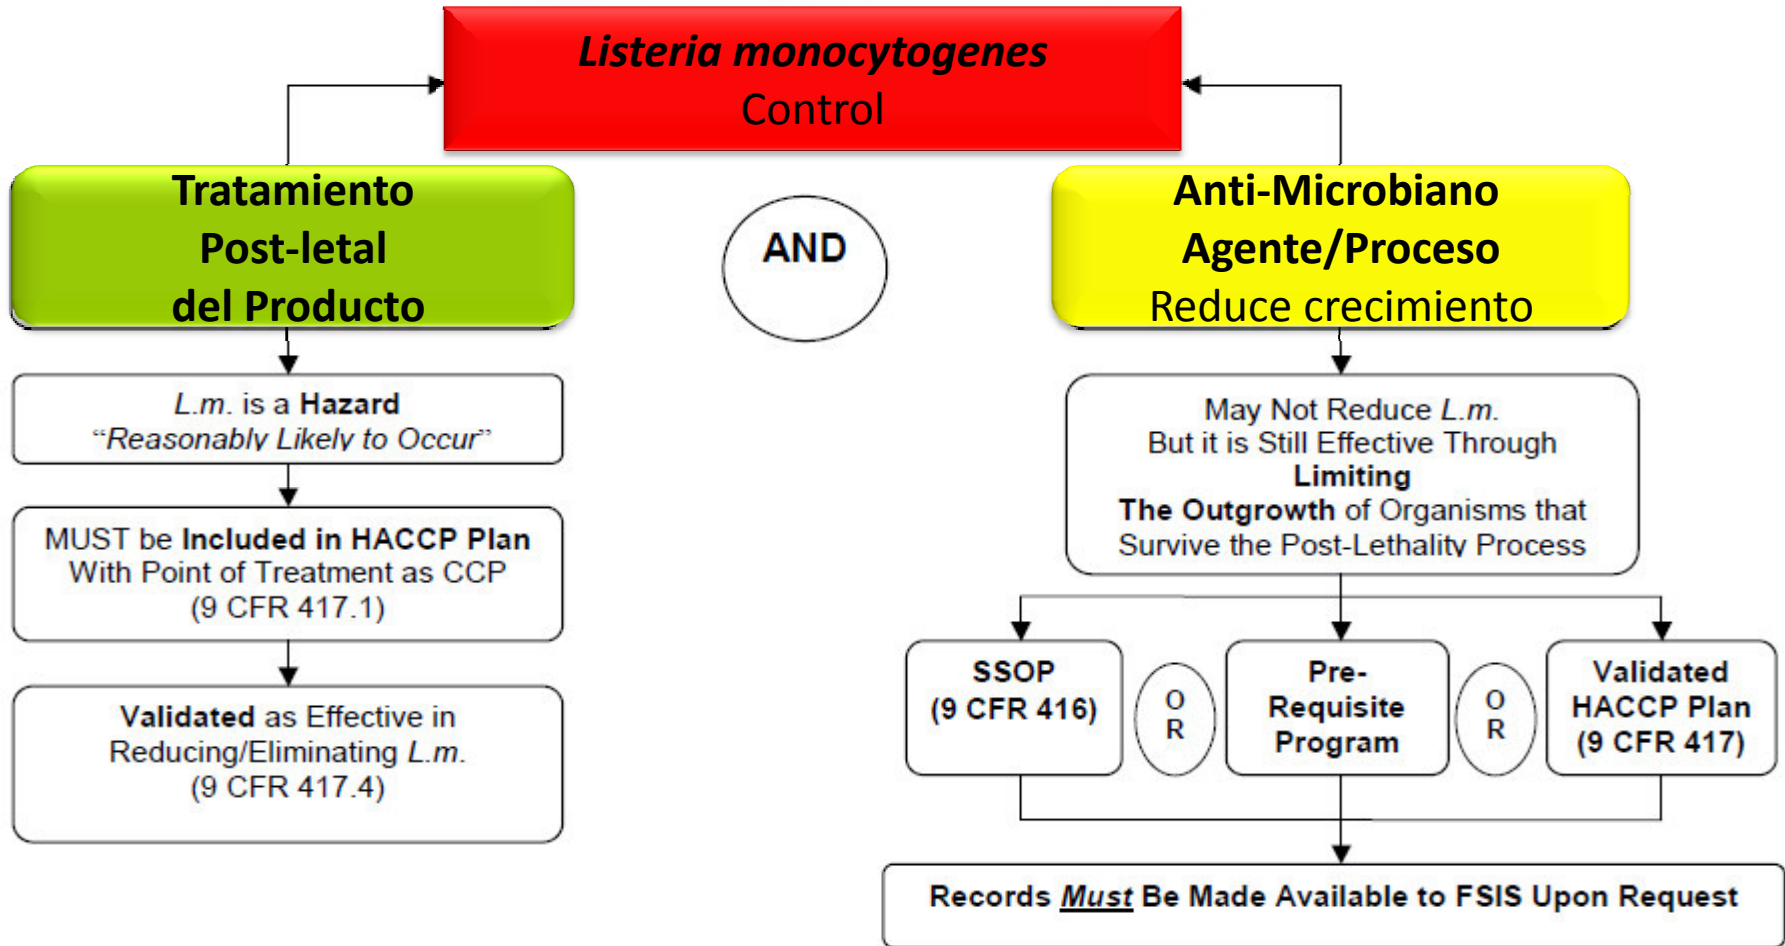 Listeria monocytogenes
Control
Tratamiento
Post-letal
del Producto
AND
Anti-Microbiano
Agente/Proceso
Reduce crecimiento
L.m. is a Hazard
“Reasonably Likely to Occur”
MUST be Included in HACCP Plan
With Point of Treatment as CCP
(9 CFR 417.1)
Validated as Effective in
Reducing/Eliminating L.m.
(9 CFR 417.4)
May Not Reduce L.m.
But it is Still Effective Through
Limiting
The Outgrowth of Organisms that
Survive the Post-Lethality Process
SSOP
(9 CFR 416)
O
R
Pre-
Requisite
Program
O
R
Validated
HACCP Plan
(9 CFR 417)
Records Must Be Made Available to FSIS Upon Request